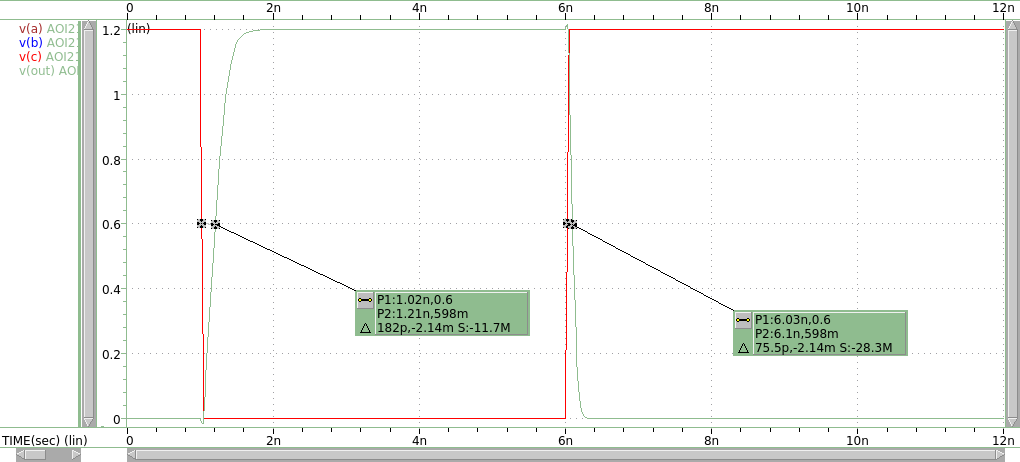 0 2n 4n 6n 8n 10n 12n
v(a) AOI21
v(b) AOI21
v(c) AOI21
v(out) AOI
(lin)
1.2
1
0.8
0.6
0.4
0.2
0
P1:1.02n,0.6
P2:1.21n,598m
182p,-2.14m S:-11.7M
P1:6.03n,0.6
P2:6.1n,598m
75.5p,-2.14m S:-28.3M
TIME(sec) (lin)
0 2n 4n 6n 8n 10n 12n